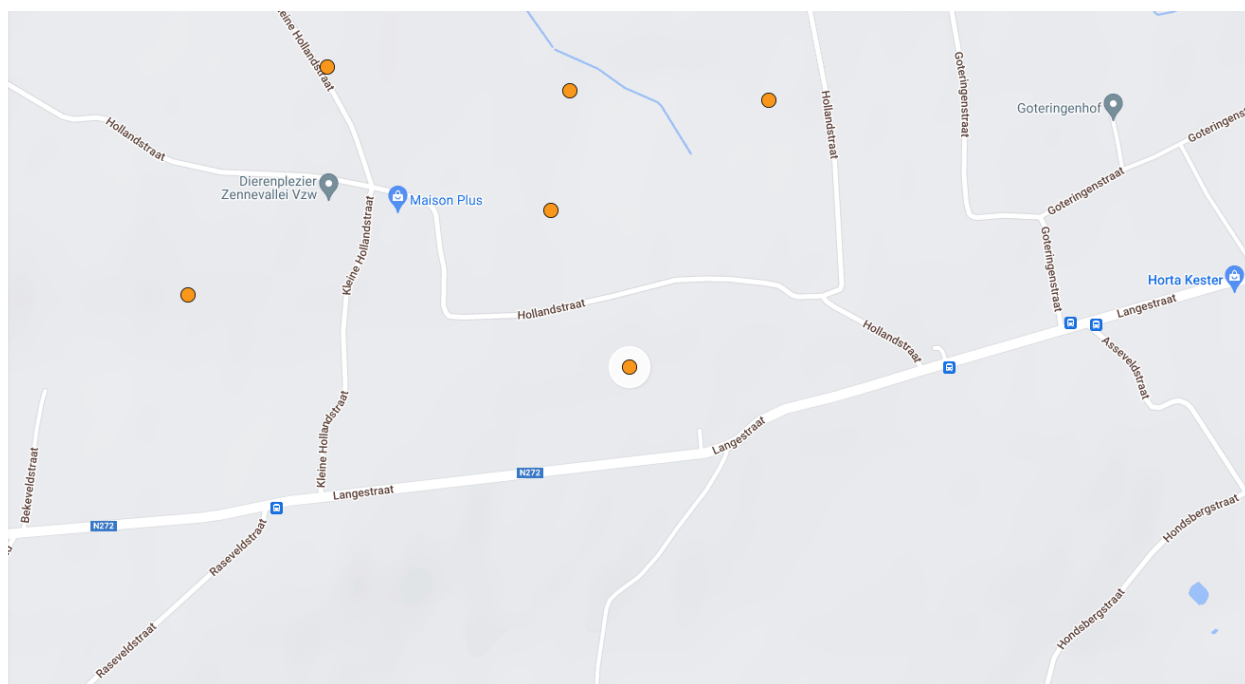 Kleine Hollandstraat
Hollandstraat
Dierenplezier
Zennevallei Vzw
Maison Plus
Kleine Hollandstraat
Hollandstraat
Hollandstraat
Hollandstraat
Goteringenstraat
Goteringenhof
Goteringenst
Goteringenstraat
Goteringenstraat
Horta Kester
Langestraat
Asseveldstraat
Kleine Hollandstraat
Langestraat
N272
Langestraat
Bekeveldstraat
N272
Raseveldstraat
Raseveldstraat
Hondsbergstraat
Hondsbergstraat